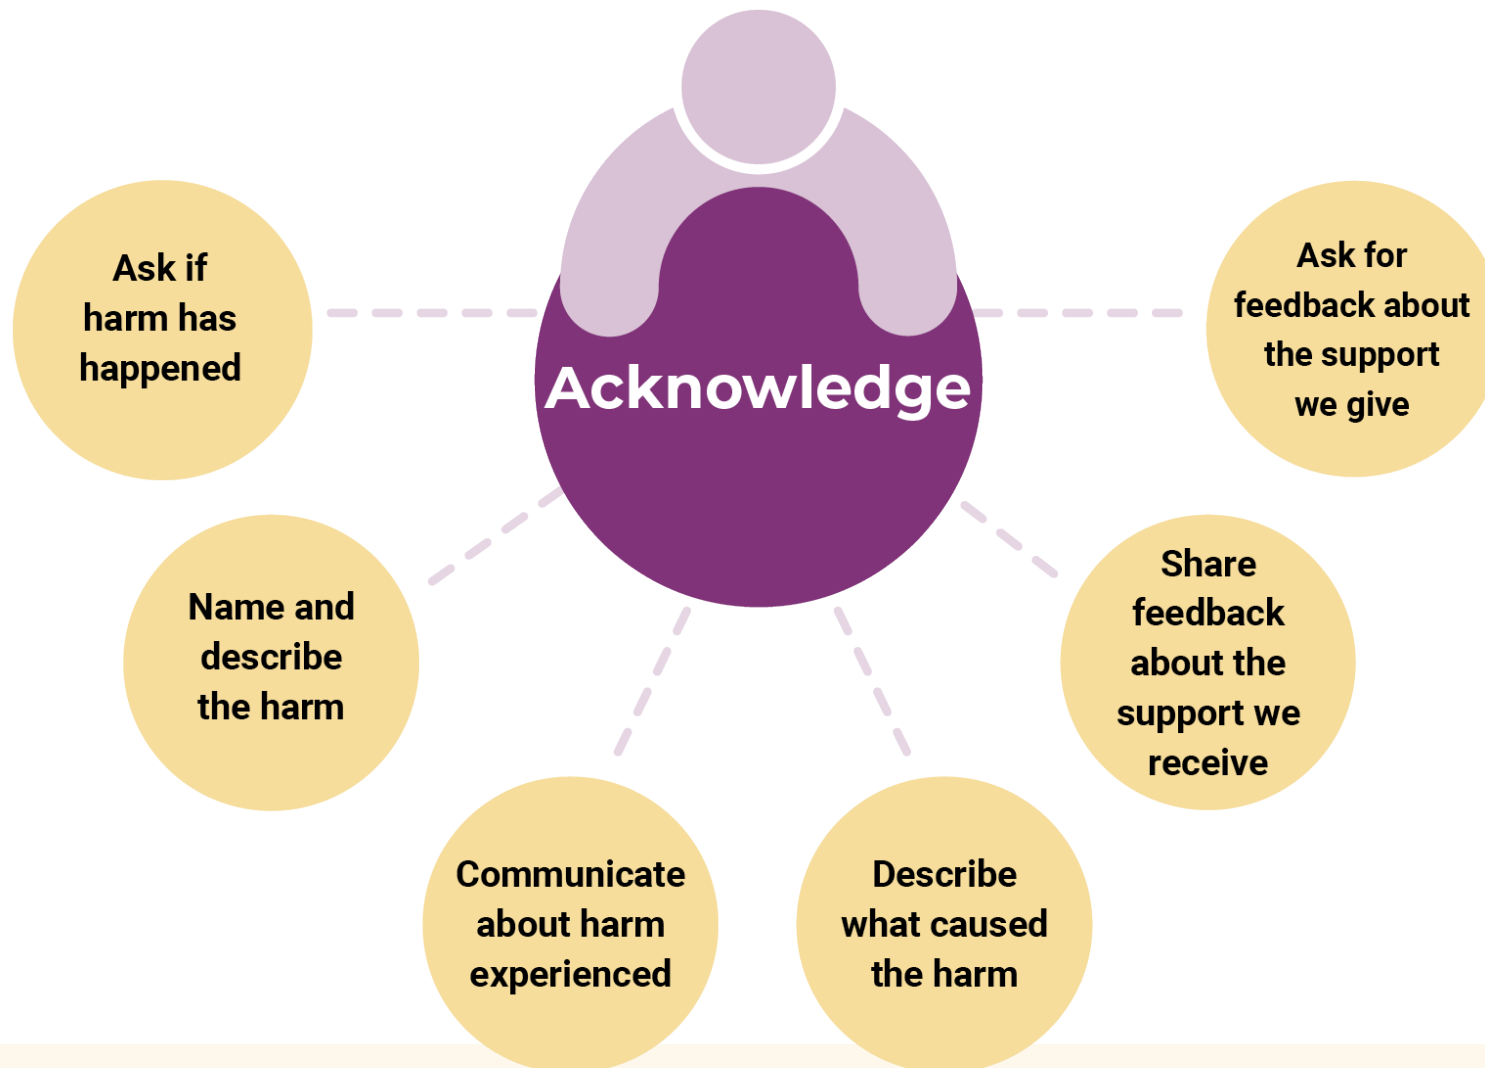 Acknowledge
Ask if
harm has
happened
Name and
describe
the harm
Communicate
about harm
experienced
Describe
what caused
the harm
Share
feedback
about the
support we
receive
Ask for
feedback about
the support
we give